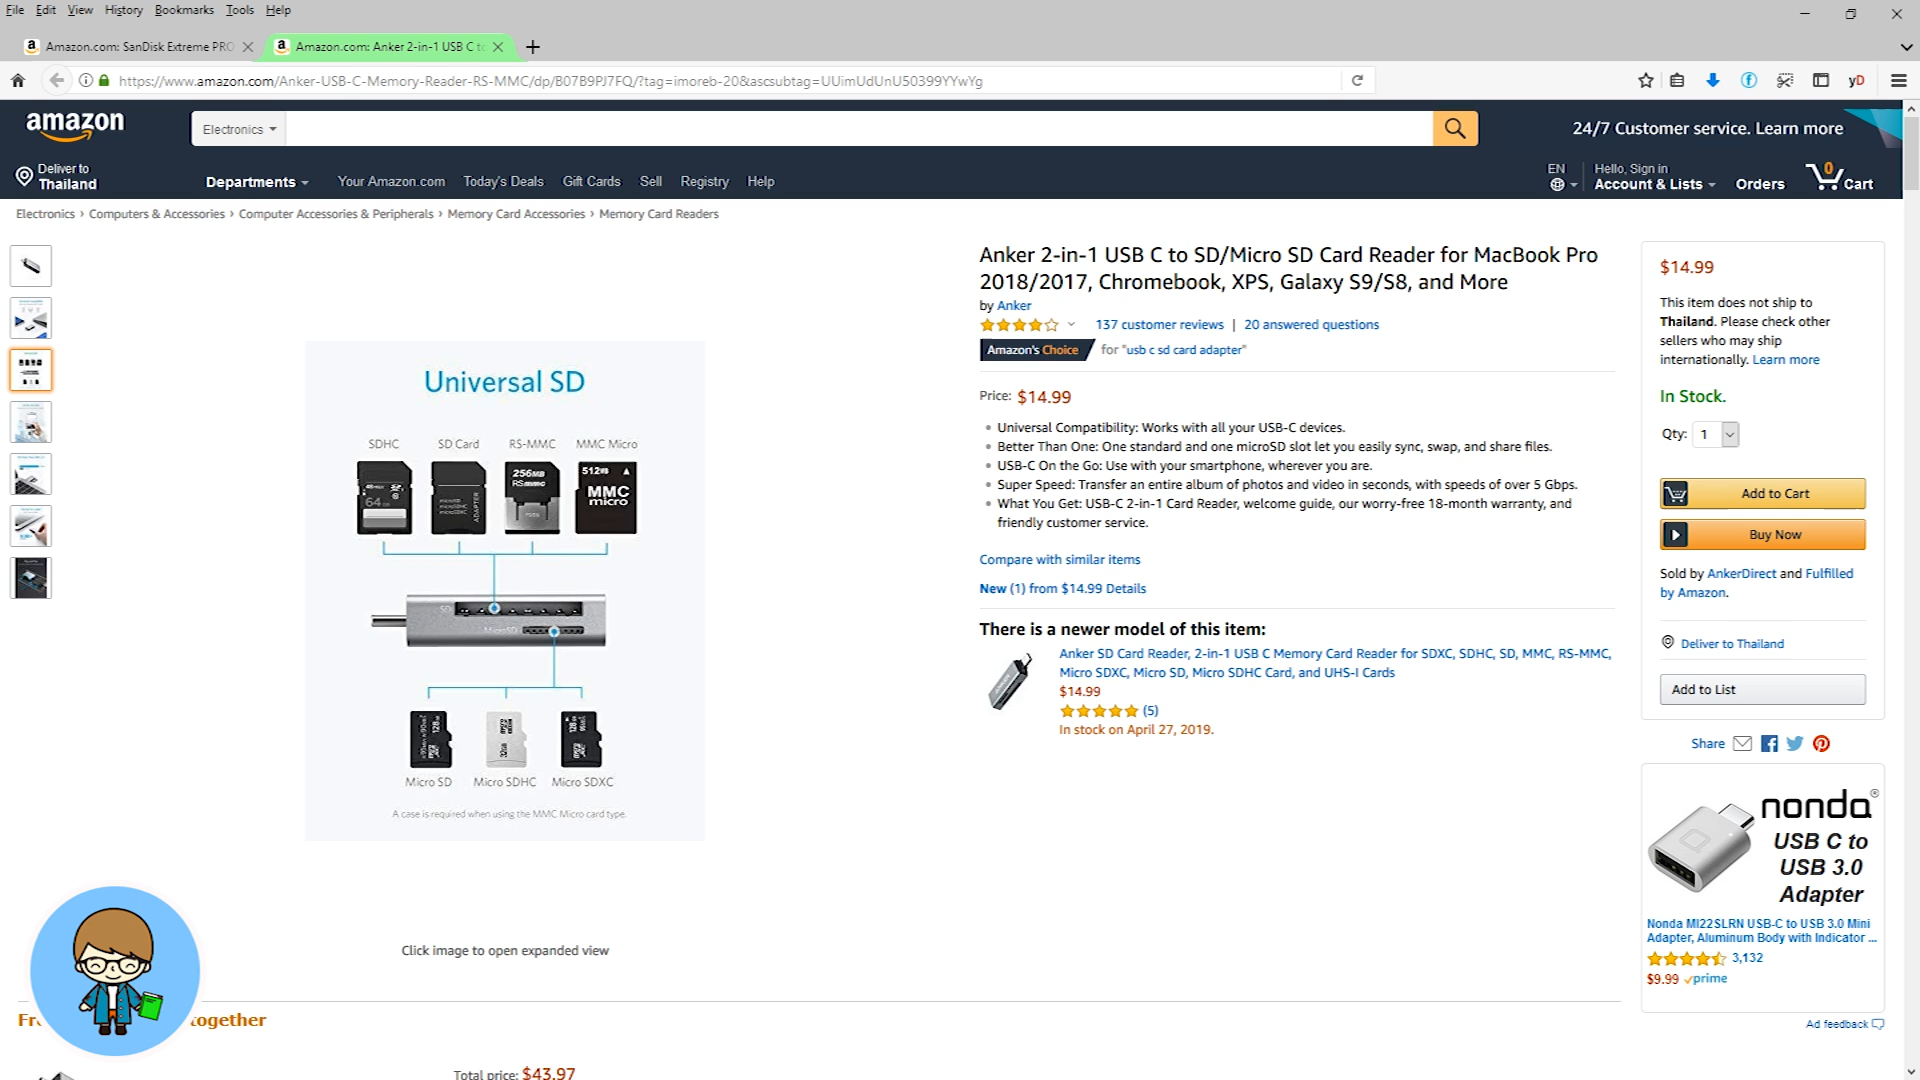 File Edit View History Bookmarks Tools Help
Amazon.com: SanDisk Extreme PRO
Amazon.com: Anker 2-in-1 USB C to
https://www.amazon.com/Anker-USB-C-Memory-Reader-RS-MMC/dp/B07B9PJ7FQ/?tag=imoreb-20&ascsubtag=UUimUdUnU50399YYwYg
yD
amazon
Electronics
24/7 Customer service. Learn more
Deliver to
Thailand
Departments
Your Amazon.com Today's Deals Gift Cards Sell Registry Help
EN
Hello, Sign in
Account & Lists
Orders
0
Cart
Electronics › Computers & Accessories › Computer Accessories & Peripherals › Memory Card Accessories › Memory Card Readers
Universal SD
SDHC SD Card RS-MMC MMC Micro
64
ADAPTER
256MB
RSMMC
512MB
MMC
micro
SD
MicroSD
Micro SD Micro SDHC Micro SDXC
A case is required when using the MMC Micro card type.
Click image to open expanded view
Anker 2-in-1 USB C to SD/Micro SD Card Reader for MacBook Pro
2018/2017, Chromebook, XPS, Galaxy S9/S8, and More
by Anker
137 customer reviews | 20 answered questions
Amazon's Choice for "usb c sd card adapter"
Price: $14.99
Universal Compatibility: Works with all your USB-C devices.
Better Than One: One standard and one microSD slot let you easily sync, swap, and share files.
USB-C On the Go: Use with your smartphone, wherever you are.
Super Speed: Transfer an entire album of photos and video in seconds, with speeds of over 5 Gbps.
What You Get: USB-C 2-in-1 Card Reader, welcome guide, our worry-free 18-month warranty, and
friendly customer service.
Compare with similar items
New (1) from $14.99 Details
There is a newer model of this item:
Anker SD Card Reader, 2-in-1 USB C Memory Card Reader for SDXC, SDHC, SD, MMC, RS-MMC,
Micro SDXC, Micro SD, Micro SDHC Card, and UHS-I Cards
$14.99
(5)
In stock on April 27, 2019.
$14.99
This item does not ship to
Thailand. Please check other
sellers who may ship
internationally. Learn more
In Stock.
Qty: 1
Add to Cart
Buy Now
Sold by AnkerDirect and Fulfilled
by Amazon.
Deliver to Thailand
Add to List
Share
nonda®
USB C to
USB 3.0
Adapter
Nonda MI22SLRN USB-C to USB 3.0 Mini
Adapter, Aluminum Body with Indicator ...
3,132
$9.99 prime
Ad feedback
Fr together
Total price: $43.97